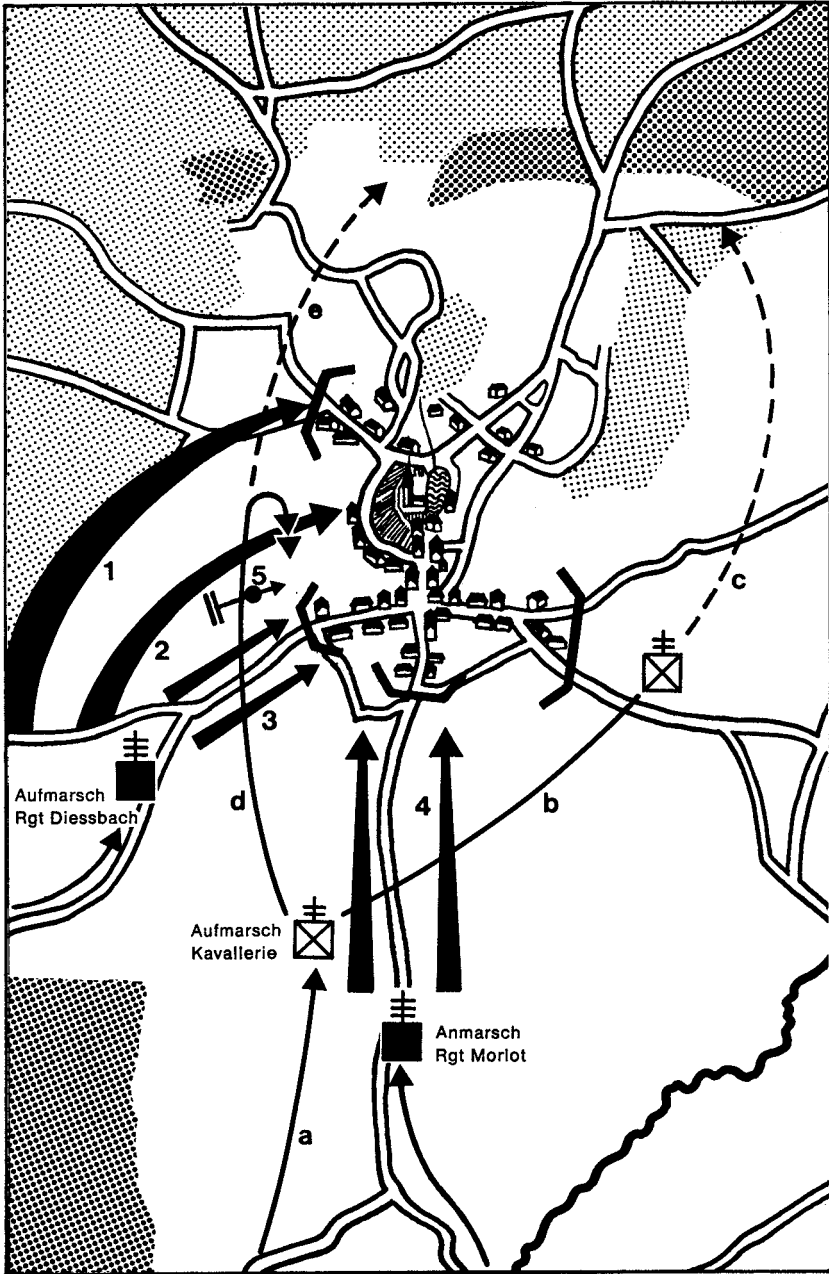 e
1
5
c
2
3
Aufmarsch
Rgt Diessbach
d
4
b
Aufmarsch
Kavallerie
Anmarsch
Rgt Morlot
a